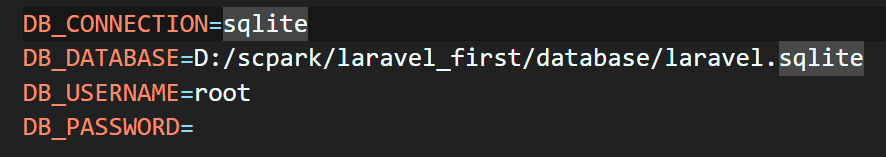 DB_CONNECTION=sqlite
DB_DATABASE=D:/scpark/laravel_first/database/laravel.sqlite
DB_USERNAME=root
DB_PASSWORD=